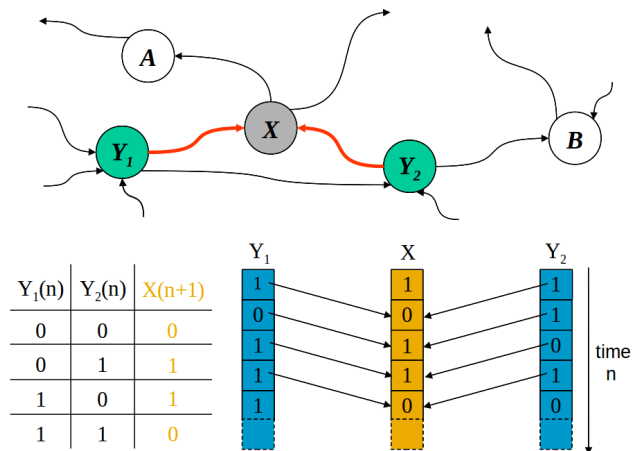 A
X
B
Y1
Y2
Y1 X Y2
Y1(n) Y2(n) X(n+1)
0 0 0
0 1 1
1 0 1
1 1 0
1 1 1
0 0 1
1 1 0
1 1 1
1 0 0
time
n